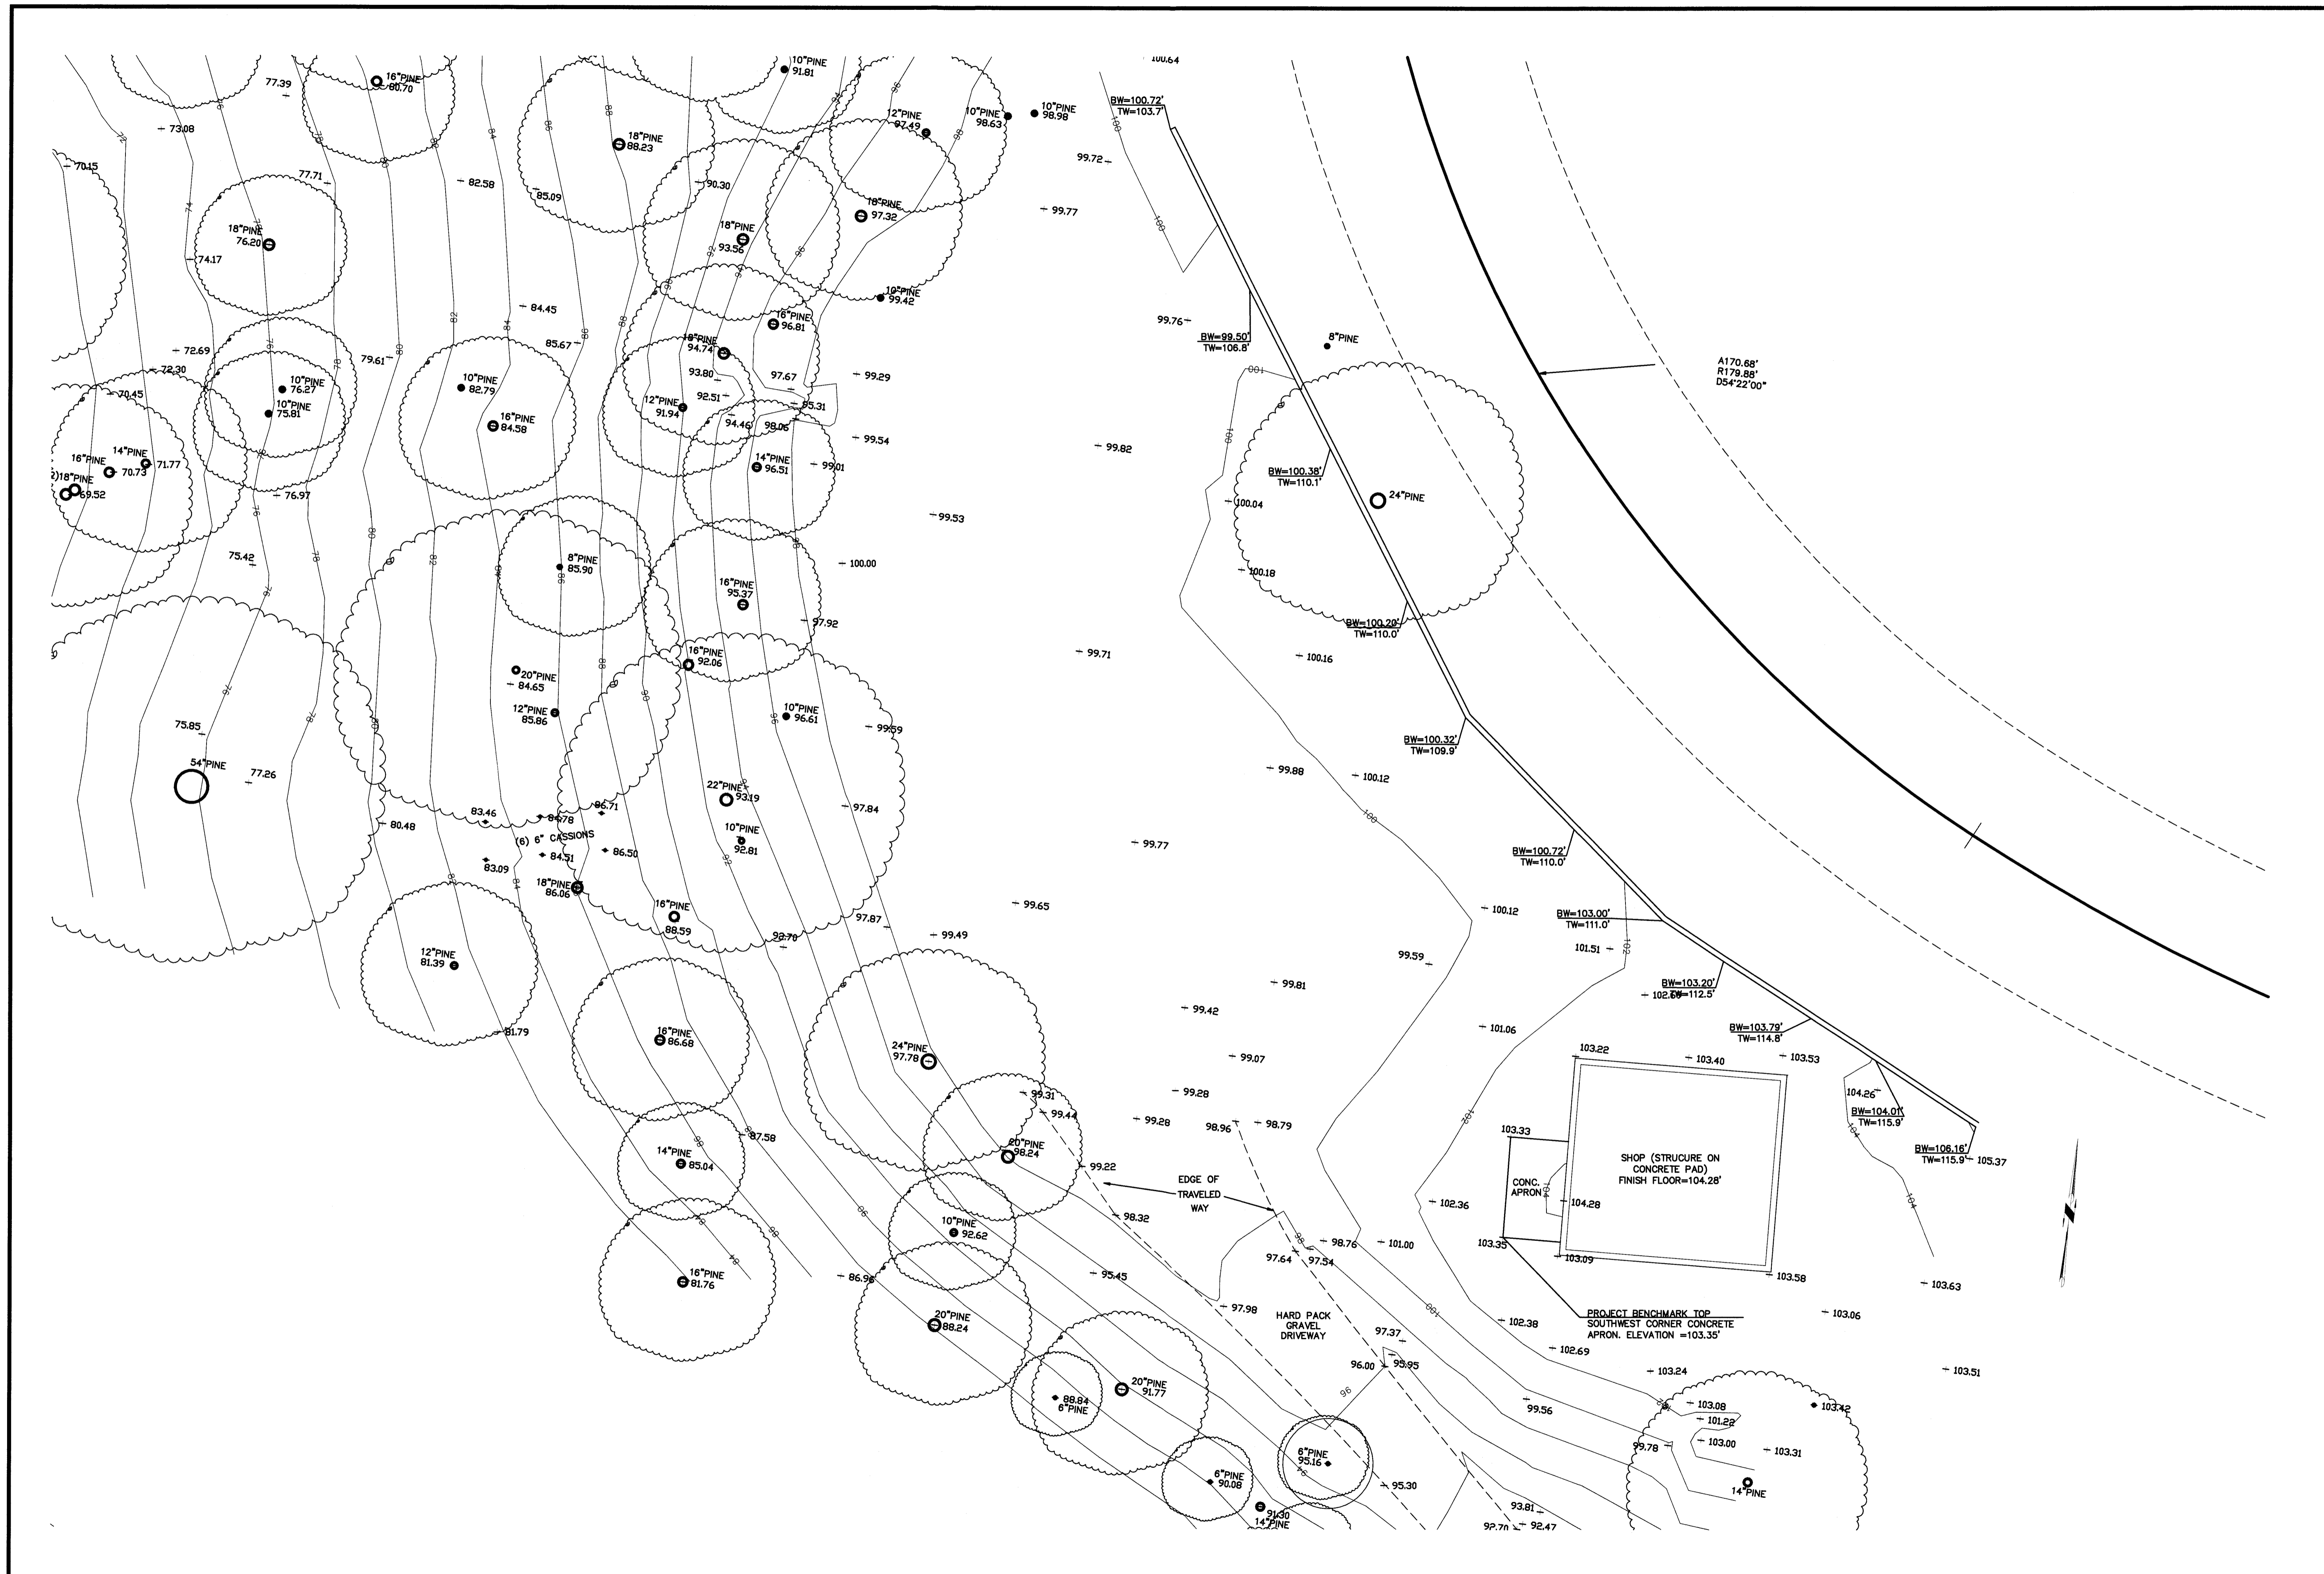 100.64
10"PINE
91.81
16"PINE
80.70
77.39
BW=100.72'
TW=103.7'
10"PINE
98.98
10"PINE
98.63
12"PINE
97.49
73.08
18"PINE
88.23
99.72
70.15
77.71
82.58
85.09
90.30
18"PINE
97.32
99.77
18"PINE
76.20
18"PINE
93.56
74.17
10"PINE
99.42
84.45
16"PINE
96.81
99.76
BW=99.50'
TW=106.8'
8"PINE
72.69
79.61
85.67
18"PINE
94.74
A170.68'
R179.88'
D54°22'00"
72.30
93.80
97.67
99.29
10"PINE
76.27
10"PINE
82.79
70.45
10"PINE
75.81
12"PINE
91.94
92.51
95.31
16"PINE
84.58
94.46
98.06
99.54
99.82
14"PINE
71.77
16"PINE
70.73
14"PINE
96.51
99.01
BW=100.38'
TW=110.1'
18"PINE
69.52
76.97
100.04
24"PINE
99.53
75.42
8"PINE
85.90
100.00
100.18
16"PINE
95.37
97.92
BW=100.20'
TW=110.0'
16"PINE
92.06
99.71
100.16
20"PINE
84.65
12"PINE
85.86
10"PINE
96.61
99.59
75.85
BW=100.32'
TW=109.9'
54"PINE
77.26
99.88
100.12
22"PINE
93.19
97.84
83.46
84.78
86.71
80.48
(6) 6" CASSIONS
10"PINE
92.81
99.77
83.09
84.51
86.50
BW=100.72'
TW=110.0'
18"PINE
86.06
16"PINE
88.59
97.87
99.65
100.12
BW=103.00'
TW=111.0'
92.70
99.49
101.51
12"PINE
81.39
99.59
99.81
BW=103.20'
TW=112.5'
99.42
81.79
16"PINE
86.68
101.06
BW=103.79'
TW=114.8'
24"PINE
97.78
99.07
103.22
103.40
103.53
99.31
99.28
104.26
99.44
99.28
98.96
98.79
BW=104.01'
TW=115.9'
87.58
103.33
14"PINE
85.04
20"PINE
98.24
99.22
BW=106.16'
TW=115.9'
105.37
SHOP (STRUCURE ON
CONCRETE PAD)
FINISH FLOOR=104.28'
EDGE OF
TRAVELED
WAY
CONC.
APRON
104.28
102.36
98.32
10"PINE
92.62
98.76
101.00
103.35
97.64
97.54
103.09
16"PINE
81.76
86.96
95.45
103.58
103.63
97.98
HARD PACK
GRAVEL
DRIVEWAY
20"PINE
88.24
102.38
PROJECT BENCHMARK TOP
SOUTHWEST CORNER CONCRETE
APRON. ELEVATION =103.35'
103.06
97.37
102.69
96.00
95.95
103.24
103.51
20"PINE
91.77
88.84
6"PINE
96
99.56
103.08
103.42
101.22
99.78
103.00
103.31
6"PINE
95.16
6"PINE
90.08
95.30
14"PINE
91.30
14"PINE
93.81
92.70
92.47